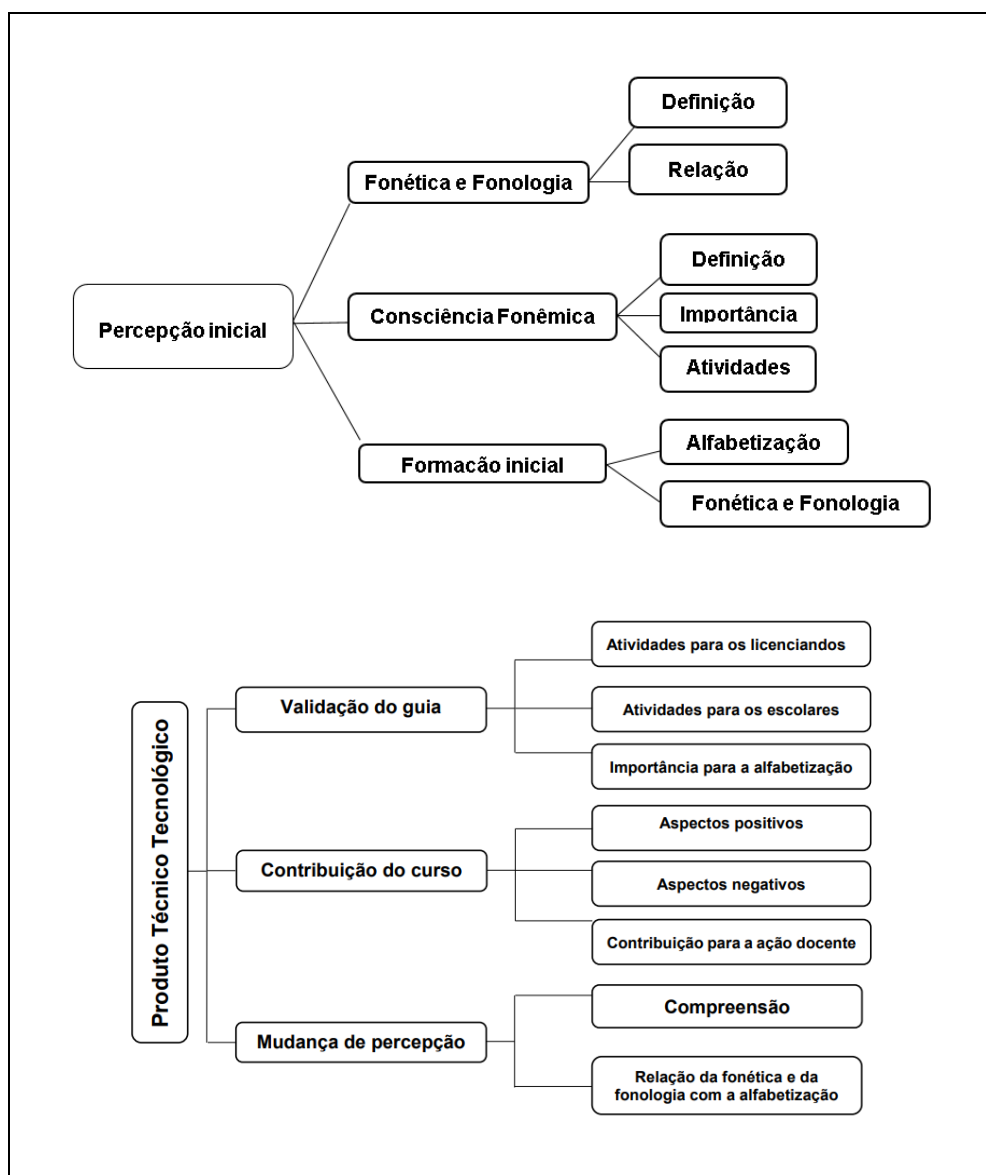 Definição
Relação
Fonética e Fonologia
Definição
Importância
Atividades
Consciência Fonêmica
Percepção inicial
Alfabetização
Fonética e Fonologia
Formacão inicial
Atividades para os licenciandos
Atividades para os escolares
Importância para a alfabetização
Validação do guia
Aspectos positivos
Aspectos negativos
Contribuição para a ação docente
Contribuição do curso
Produto Técnico Tecnológico
Compreensão
Mudança de percepção
Relação da fonética e da
fonologia com a alfabetização